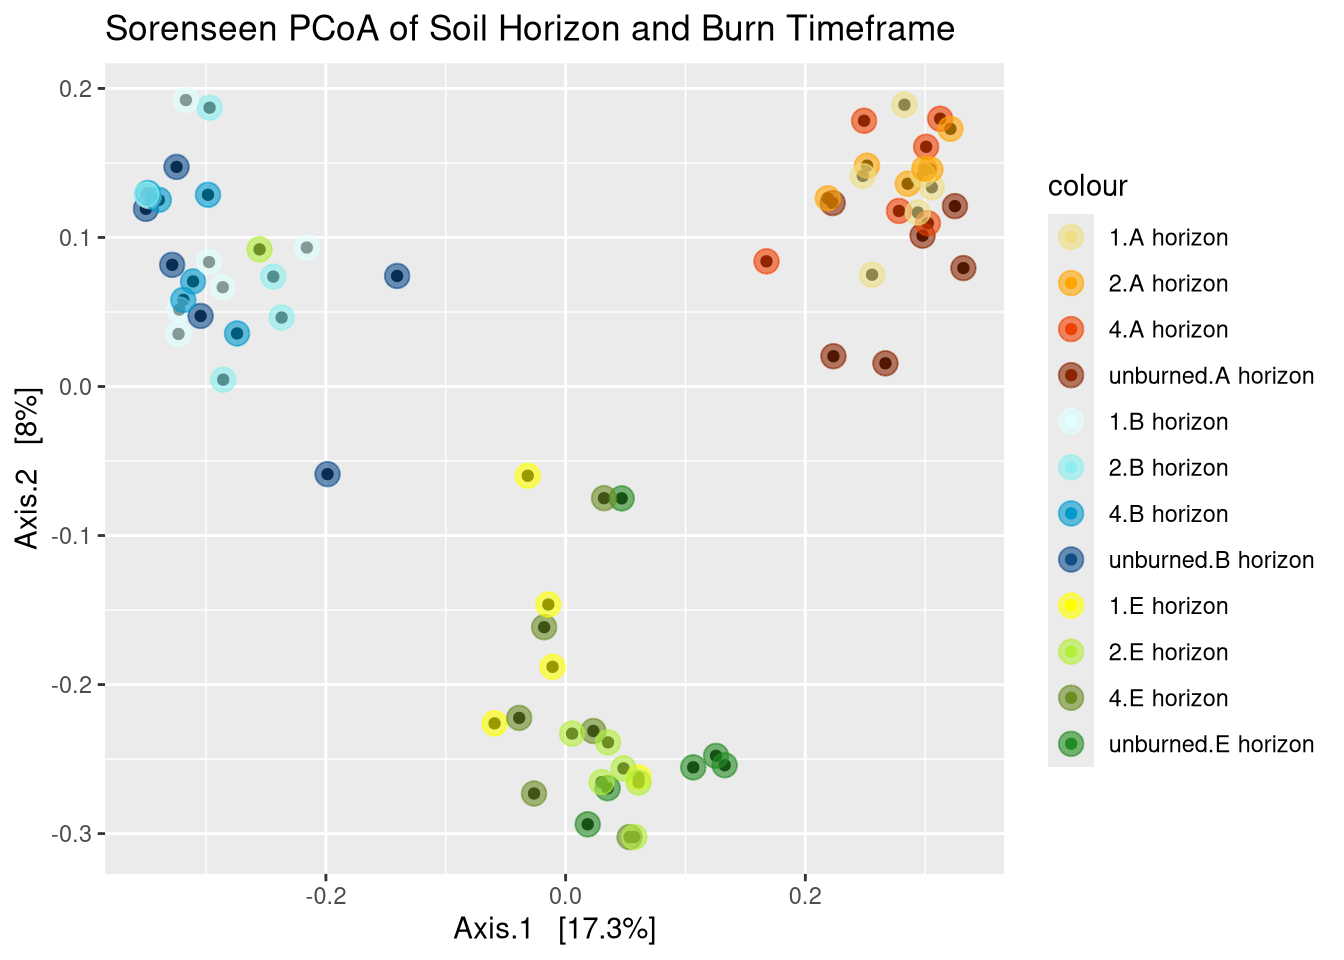 Sorenseen PCoA of Soil Horizon and Burn Timeframe
0.2
0.1
0.0
-0.1
-0.2
-0.3
Axis.2 [8%]
-0.2
0.0
0.2
Axis.1 [17.3%]
colour
1.A horizon
2.A horizon
4.A horizon
unburned.A horizon
1.B horizon
2.B horizon
4.B horizon
unburned.B horizon
1.E horizon
2.E horizon
4.E horizon
unburned.E horizon